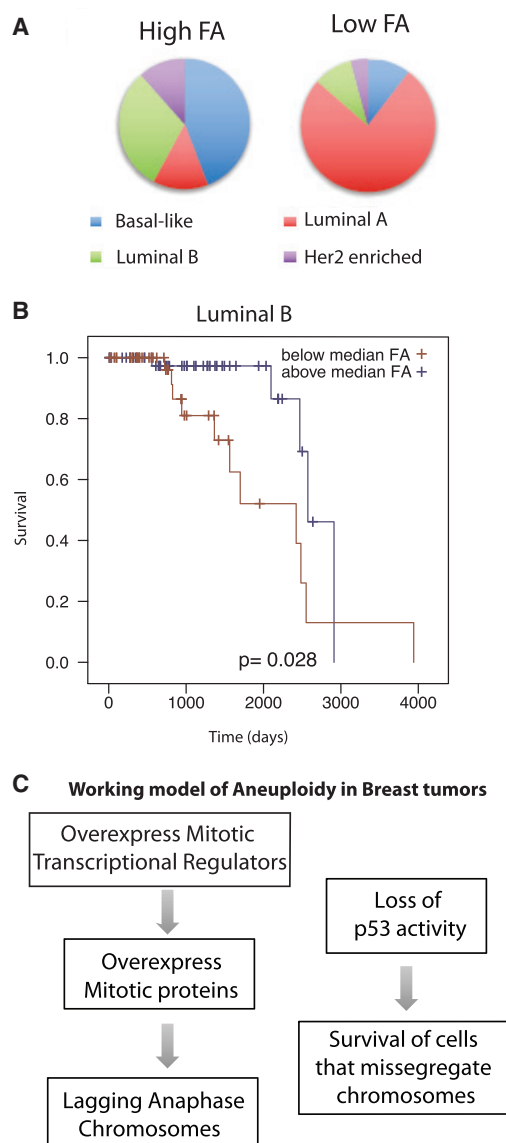 A
High FA
Low FA
Basal-like
Luminal A
Luminal B
Her2 enriched
B
Luminal B
below median FA +
above median FA +
1.0
0.8
0.6
0.4
0.2
0.0
Survival
p= 0.028
0 1000 2000 3000 4000
Time (days)
C
Working model of Aneuploidy in Breast tumors
Overexpress Mitotic
Transcriptional Regulators
Overexpress
Mitotic proteins
Lagging Anaphase
Chromosomes
Loss of
p53 activity
Survival of cells
that missegregate
chromosomes